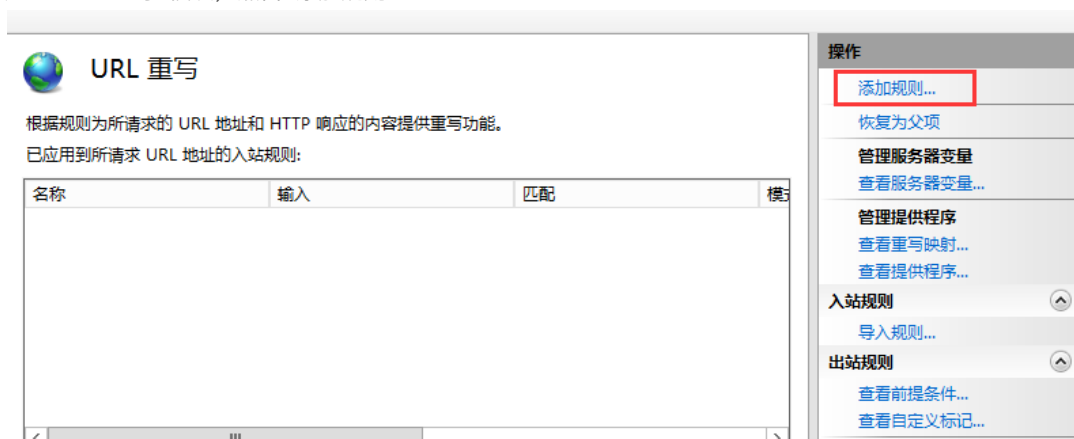 URL 重写
根据规则为所请求的 URL 地址和 HTTP 响应的内容提供重写功能。
已应用到所请求 URL 地址的入站规则:
名称 输入 匹配
操作
添加规则...
恢复为父项
管理服务器变量
查看服务器变量...
管理提供程序
查看重写映射...
查看提供程序...
入站规则
导入规则...
出站规则
查看前提条件...
查看自定义标记...